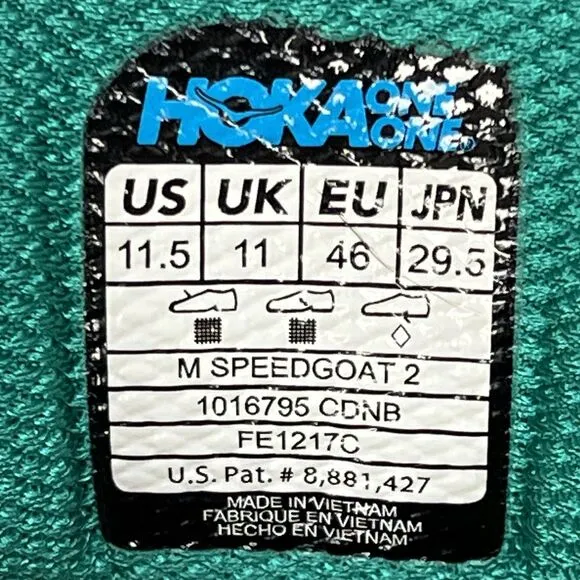 HOKA ONE ONE®
US UK EU JPN
11.5 11 46 29.5
M SPEEDGOAT 2
1016795 CDNB
FE1217C
U.S. Pat. # 8,881,427
MADE IN VIETNAM
FABRIQUE EN VIETNAM
HECHO EN VIETNAM